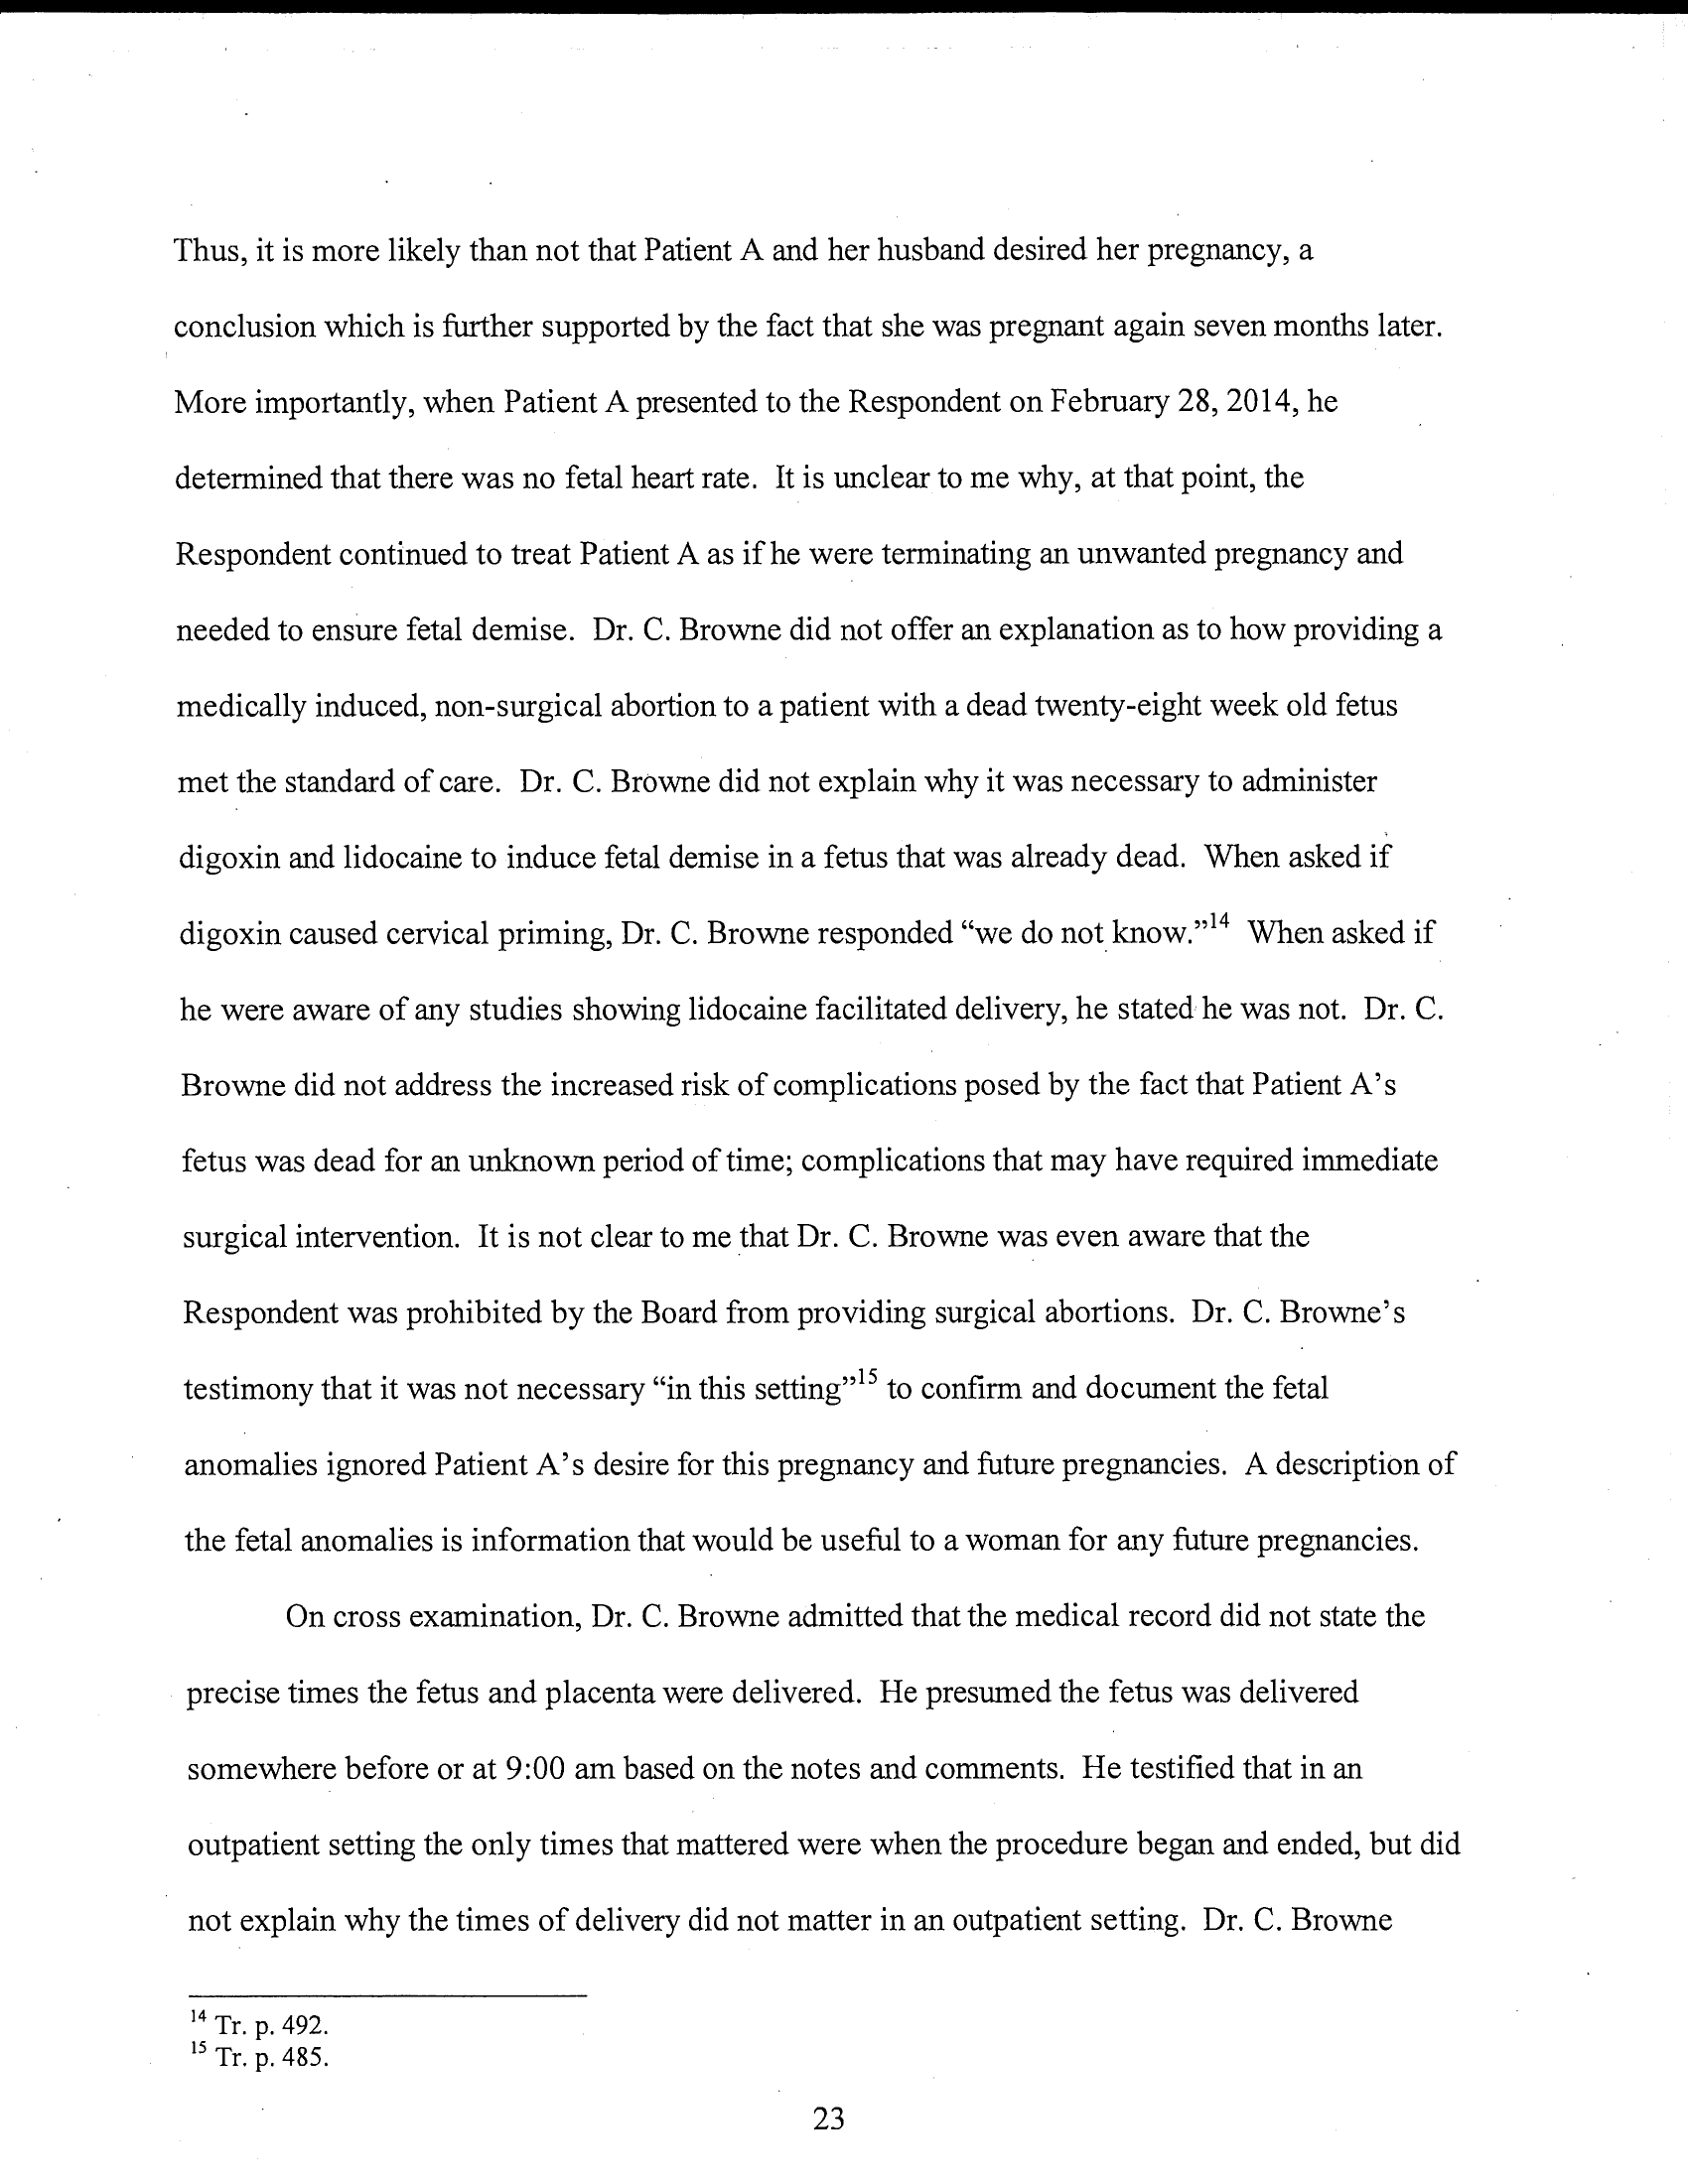 Thus, it is more likely than not that Patient A and her husband desired her pregnancy, a
conclusion which is further supported by the fact that she was pregnant again seven months later.
More importantly, when Patient A presented to the Respondent on February 28, 2014, he
determined that there was no fetal heart rate. It is unclear to me why, at that point, the
Respondent continued to treat Patient A as if he were terminating an unwanted pregnancy and
needed to ensure fetal demise. Dr. C. Browne did not offer an explanation as to how providing a
medically induced, non-surgical abortion to a patient with a dead twenty-eight week old fetus
met the standard of care. Dr. C. Browne did not explain why it was necessary to administer
digoxin and lidocaine to induce fetal demise in a fetus that was already dead. When asked if
digoxin caused cervical priming, Dr. C. Browne responded “we do not know.”14 When asked if
he were aware of any studies showing lidocaine facilitated delivery, he stated he was not. Dr. C.
Browne did not address the increased risk of complications posed by the fact that Patient A’s
fetus was dead for an unknown period of time; complications that may have required immediate
surgical intervention. It is not clear to me that Dr. C. Browne was even aware that the
Respondent was prohibited by the Board from providing surgical abortions. Dr. C. Browne’s
testimony that it was not necessary “in this setting”15 to confirm and document the fetal
anomalies ignored Patient A’s desire for this pregnancy and future pregnancies. A description of
the fetal anomalies is information that would be useful to a woman for any future pregnancies.
On cross examination, Dr. C. Browne admitted that the medical record did not state the
precise times the fetus and placenta were delivered. He presumed the fetus was delivered
somewhere before or at 9:00 am based on the notes and comments. He testified that in an
outpatient setting the only times that mattered were when the procedure began and ended, but did
not explain why the times of delivery did not matter in an outpatient setting. Dr. C. Browne
14 Tr. p. 492.
15 Tr. p. 485.
23